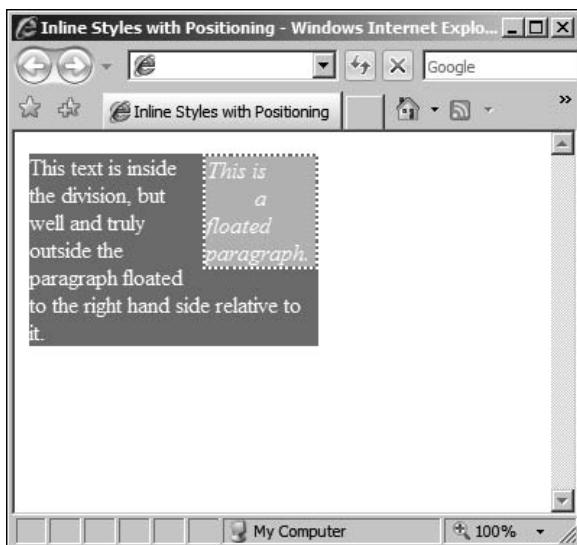 Inline Styles with Positioning - Windows Internet Explo...
Google
Inline Styles with Positioning
»
This text is inside
the division, but
well and truly
outside the
paragraph floated
to the right hand side relative to
it.
This is
a
floated
paragraph.
My Computer
100%